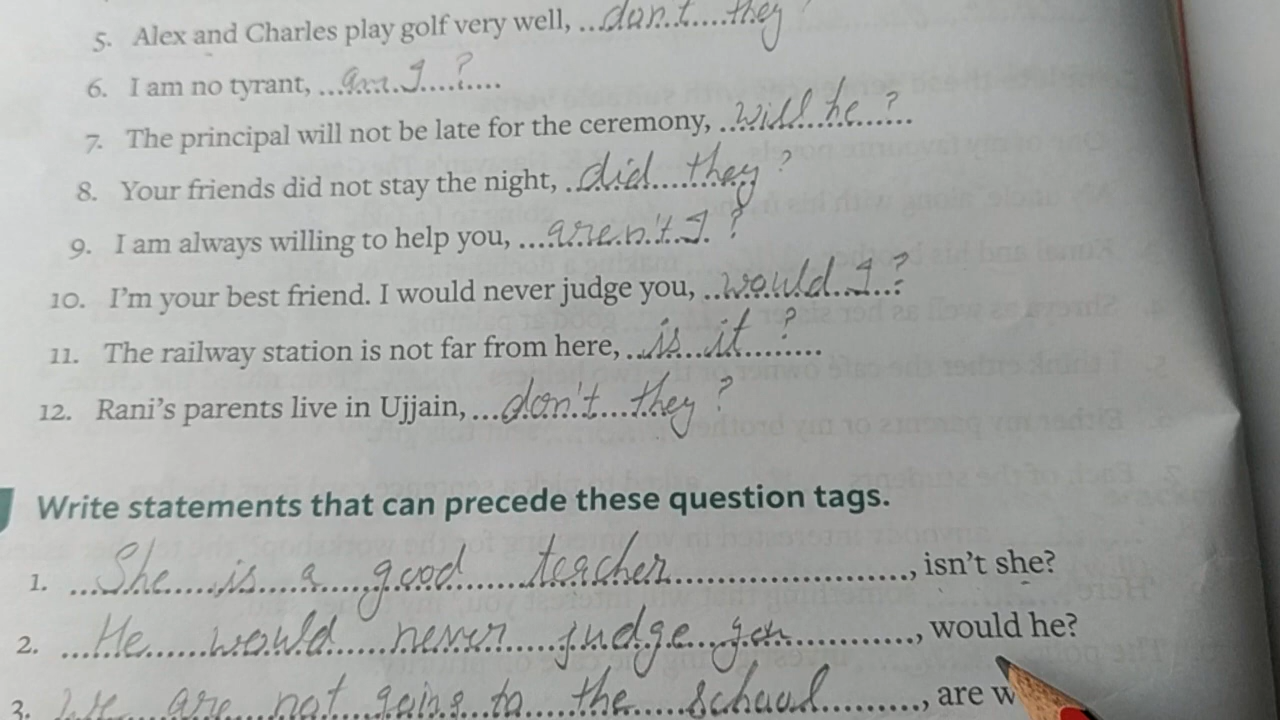 5. Alex and Charles play golf very well, ...don't....they?
6. I am no tyrant, ...am.I....?....
7. The principal will not be late for the ceremony, ...will he?......
8. Your friends did not stay the night, ..did....they?
9. I am always willing to help you, ....aren't.I.?
10. I'm your best friend. I would never judge you, ..would..I..?
11. The railway station is not far from here, ...is...it?........
12. Rani's parents live in Ujjain, ...don't...they?
Write statements that can precede these question tags.
1. ....She....is....a....good.....teacher......................, isn't she?
2. ....He.....would.....never.....judge..you............, would he?
3. We are not going to the school.........., are w